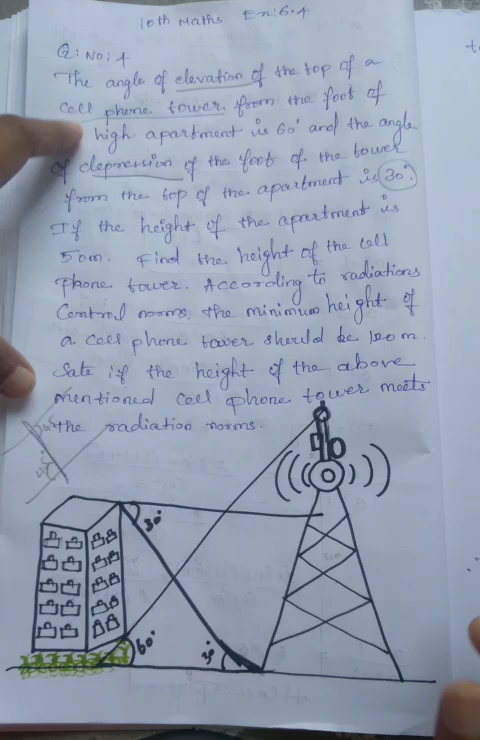 10th Maths Ex:6.4
Q: No; 4
The angle of elevation of the top of a
cell phone tower from the foot of
high apartment is 60° and the angle
of depression of the foot of the tower
from the top of the apartment is 30°.
If the height of the apartment is
50m. Find the height of the cell
phone tower. According to radiations
Control norms, the minimum height of
a cell phone tower should be 120 m.
Sate if the height of the above
mentioned cell phone tower meets
the radiation norms.
30°
60°
30°